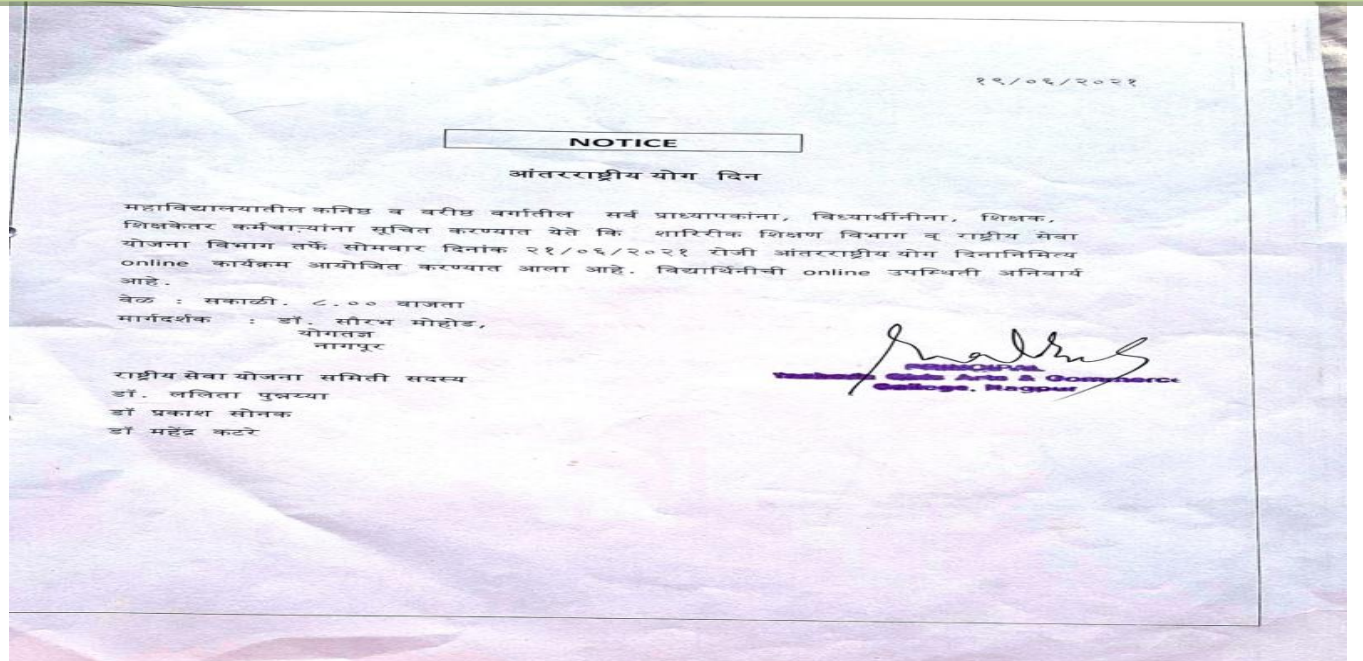 १९/०६/२०२१
NOTICE
आंतरराष्ट्रीय योग दिन
महाविद्यालयातील कनिष्ठ व वरीष्ठ वर्गातील सर्व प्राध्यापकांना, विध्यार्थीनीना, शिक्षक,
शिक्षकेतर कर्मचाऱ्यांना सूचित करण्यात येते कि शारिरीक शिक्षण विभाग व राष्ट्रीय सेवा
योजना विभाग तर्फे सोमवार दिनांक २१/०६/२०२१ रोजी आंतरराष्ट्रीय योग दिनानिमित्य
online कार्यक्रम आयोजित करण्यात आला आहे. विद्यार्थिनीची online उपस्थिती अनिवार्य
आहे.
वेळ : सकाळी. ८.०० वाजता
मार्गदर्शक : डॉ. सौरभ मोहोड,
योगतज्ञ
नागपूर
राष्ट्रीय सेवा योजना समिती सदस्य
डॉ. ललिता पुन्नय्या
डॉ प्रकाश सोनक
डॉ महेंद्र कटरे
PRINCIPAL
Girls Arts & Commerce
College, Nagpur